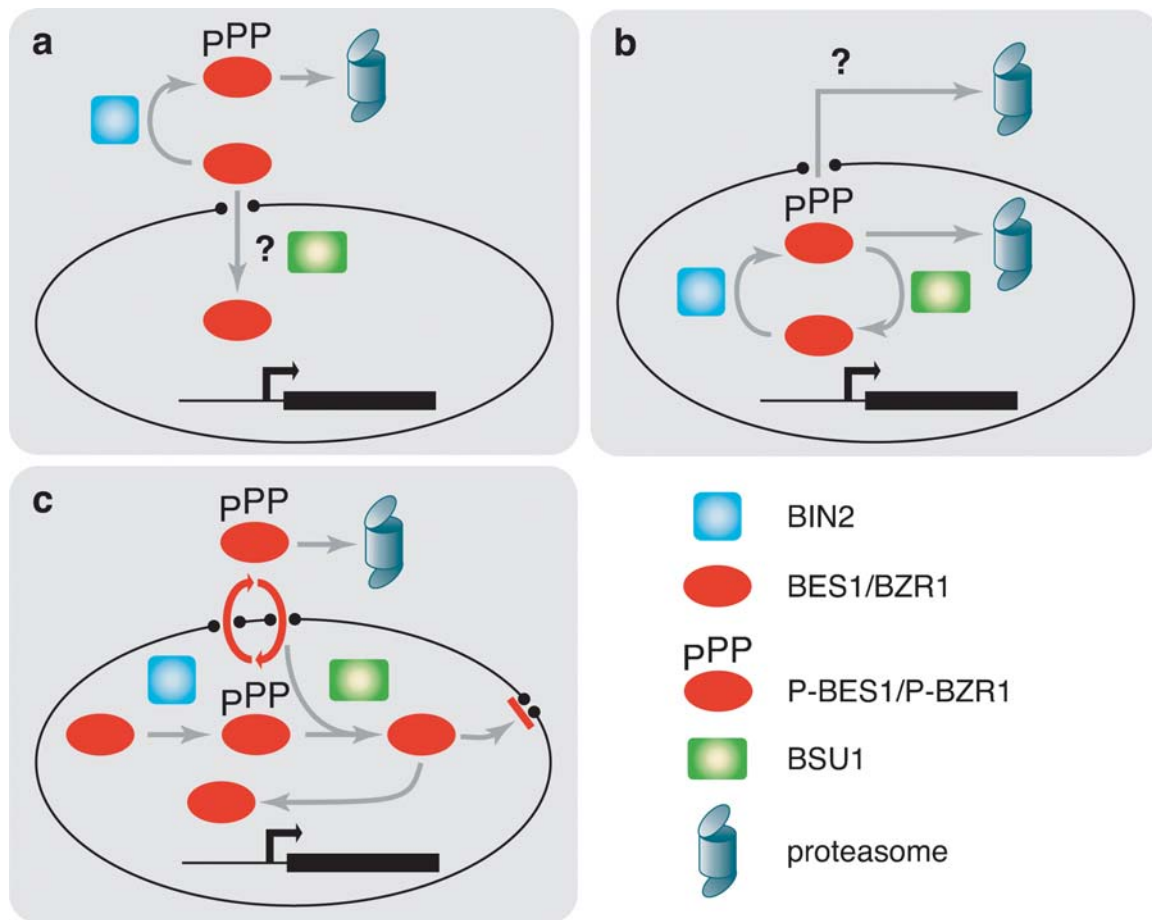 a
PPP
?
b
?
PPP
c
PPP
PPP
BIN2
BES1/BZR1
PPP
P-BES1/P-BZR1
BSU1
proteasome